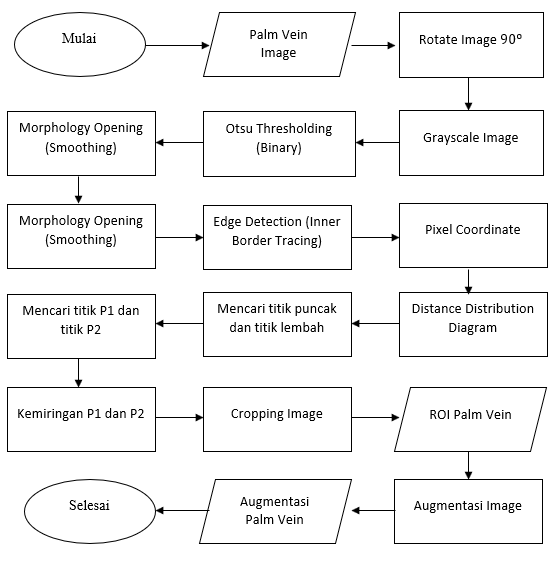 Mulai
Palm Vein
Image
Rotate Image 90°
Grayscale Image
Otsu Thresholding
(Binary)
Morphology Opening
(Smoothing)
Morphology Opening
(Smoothing)
Edge Detection (Inner
Border Tracing)
Pixel Coordinate
Distance Distribution
Diagram
Mencari titik puncak
dan titik lembah
Mencari titik P1 dan
titik P2
Kemiringan P1 dan P2
Cropping Image
ROI Palm Vein
Augmentasi Image
Augmentasi
Palm Vein
Selesai